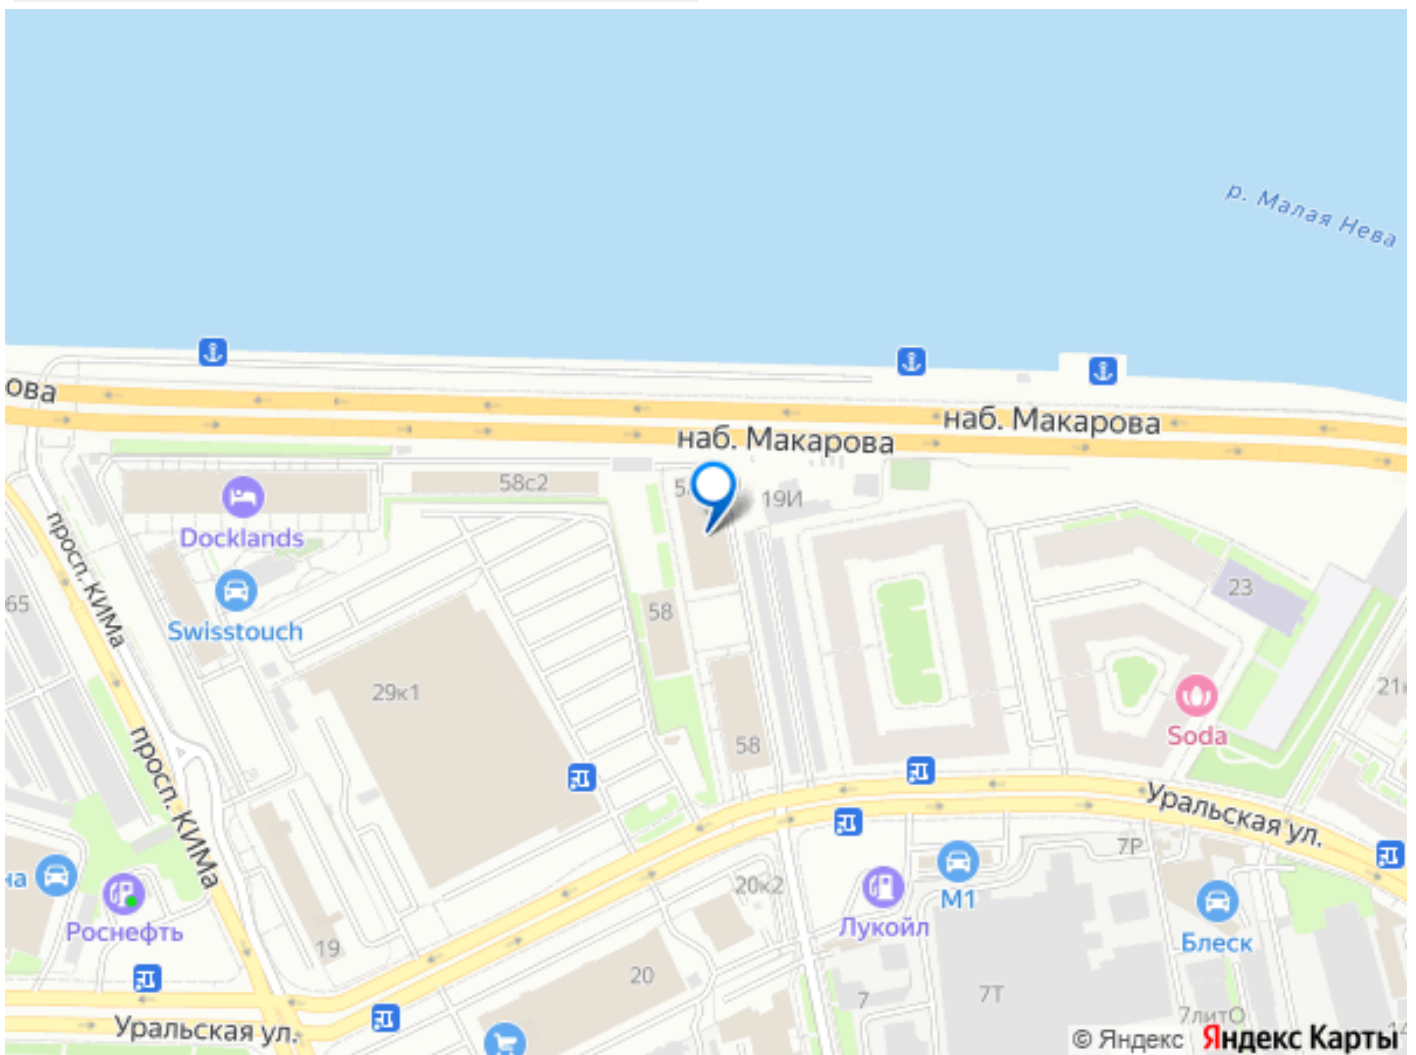 р. Малая Нева
ова
наб. Макарова
наб. Макарова
58с2
19И
Docklands
просп. КИМа
23
65
58
Swisstouch
29к1
21
Soda
58
просп. КИМа
Уральская ул.
7Р
на
20к2
М1
Роснефть
Лукойл
Блеск
19
20
7
7Т
7литО
Уральская ул.
© Яндекс Яндекс Карты